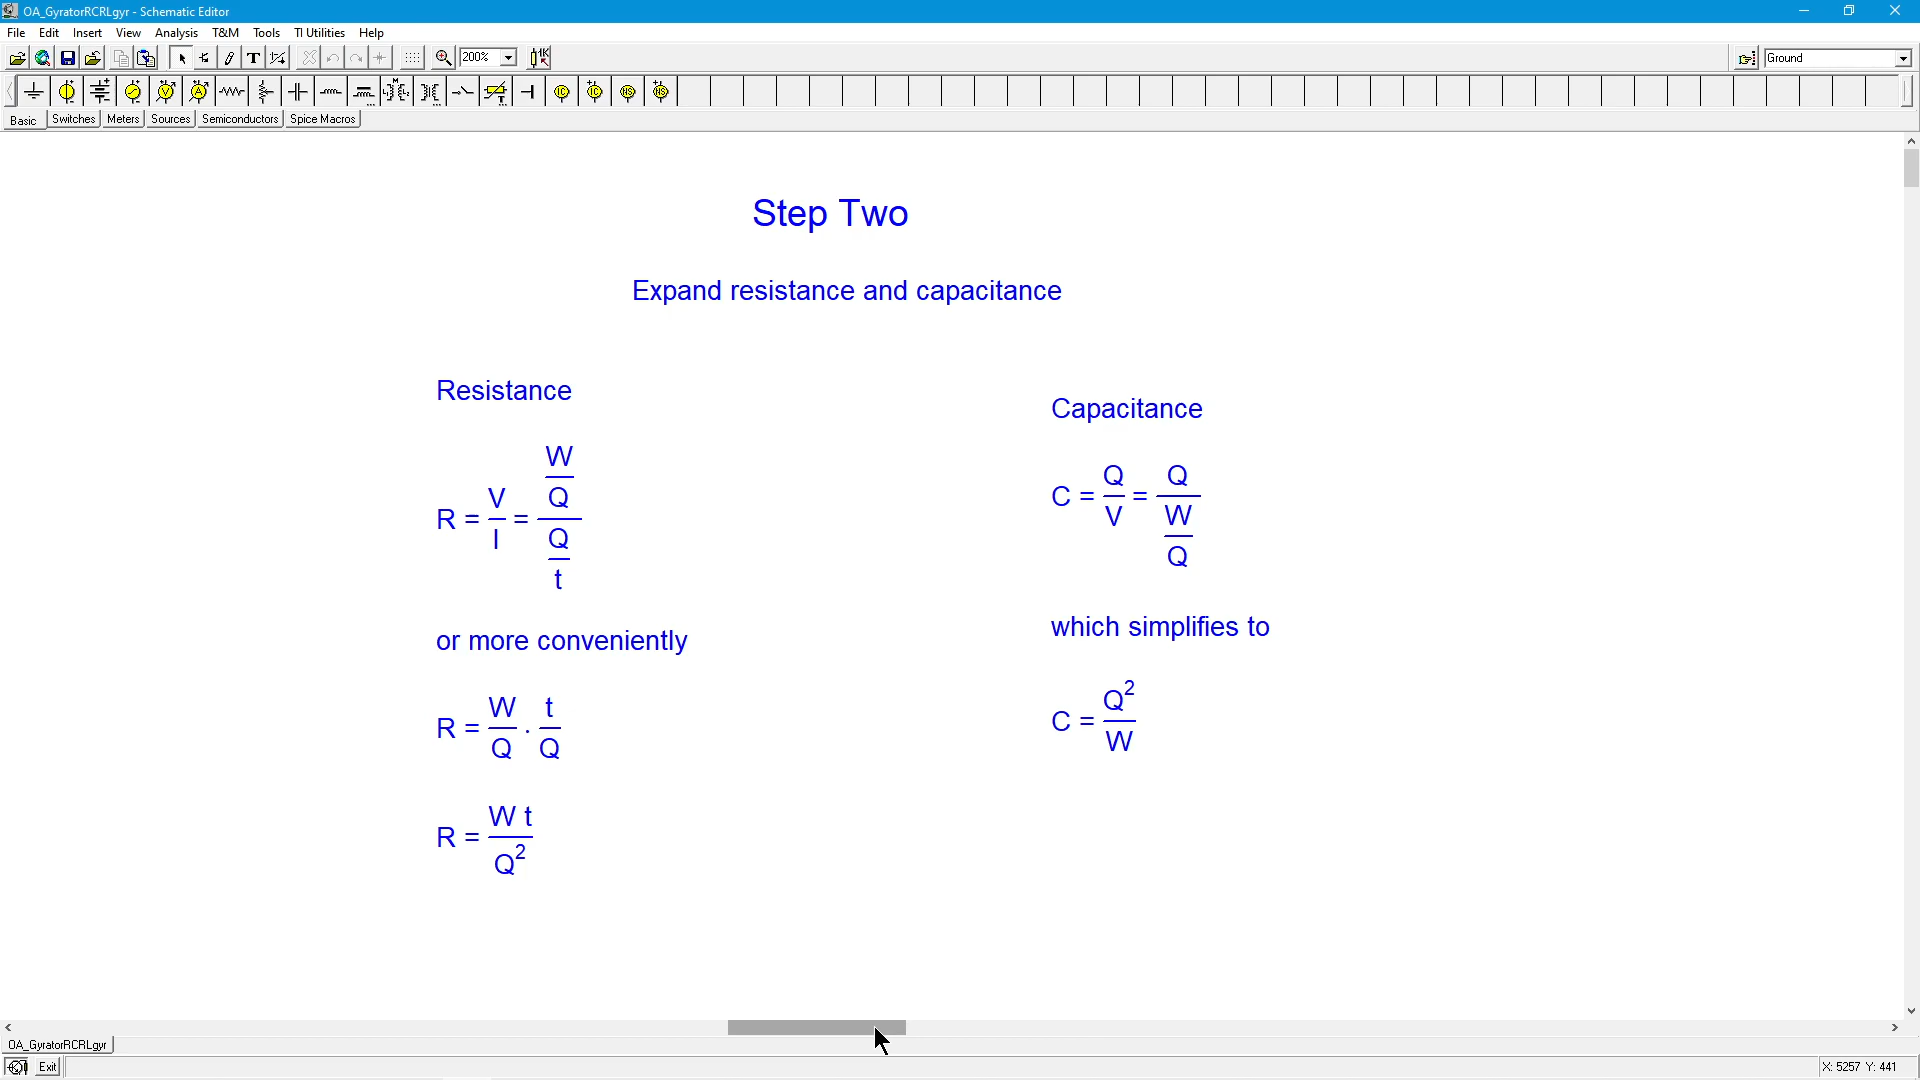 OA_GyratorRCRLgyr - Schematic Editor
File Edit Insert View Analysis T&M Tools TI Utilities Help
200% Ground
Basic Switches Meters Sources Semiconductors Spice Macros
Step Two
Expand resistance and capacitance
Resistance
R = V/I = (W/Q)/(Q/t)
or more conveniently
R = W/Q · t/Q
R = W t/Q²
Capacitance
C = Q/V = Q/(W/Q)
which simplifies to
C = Q²/W
OA_GyratorRCRLgyr
Exit X: 5257 Y: 441